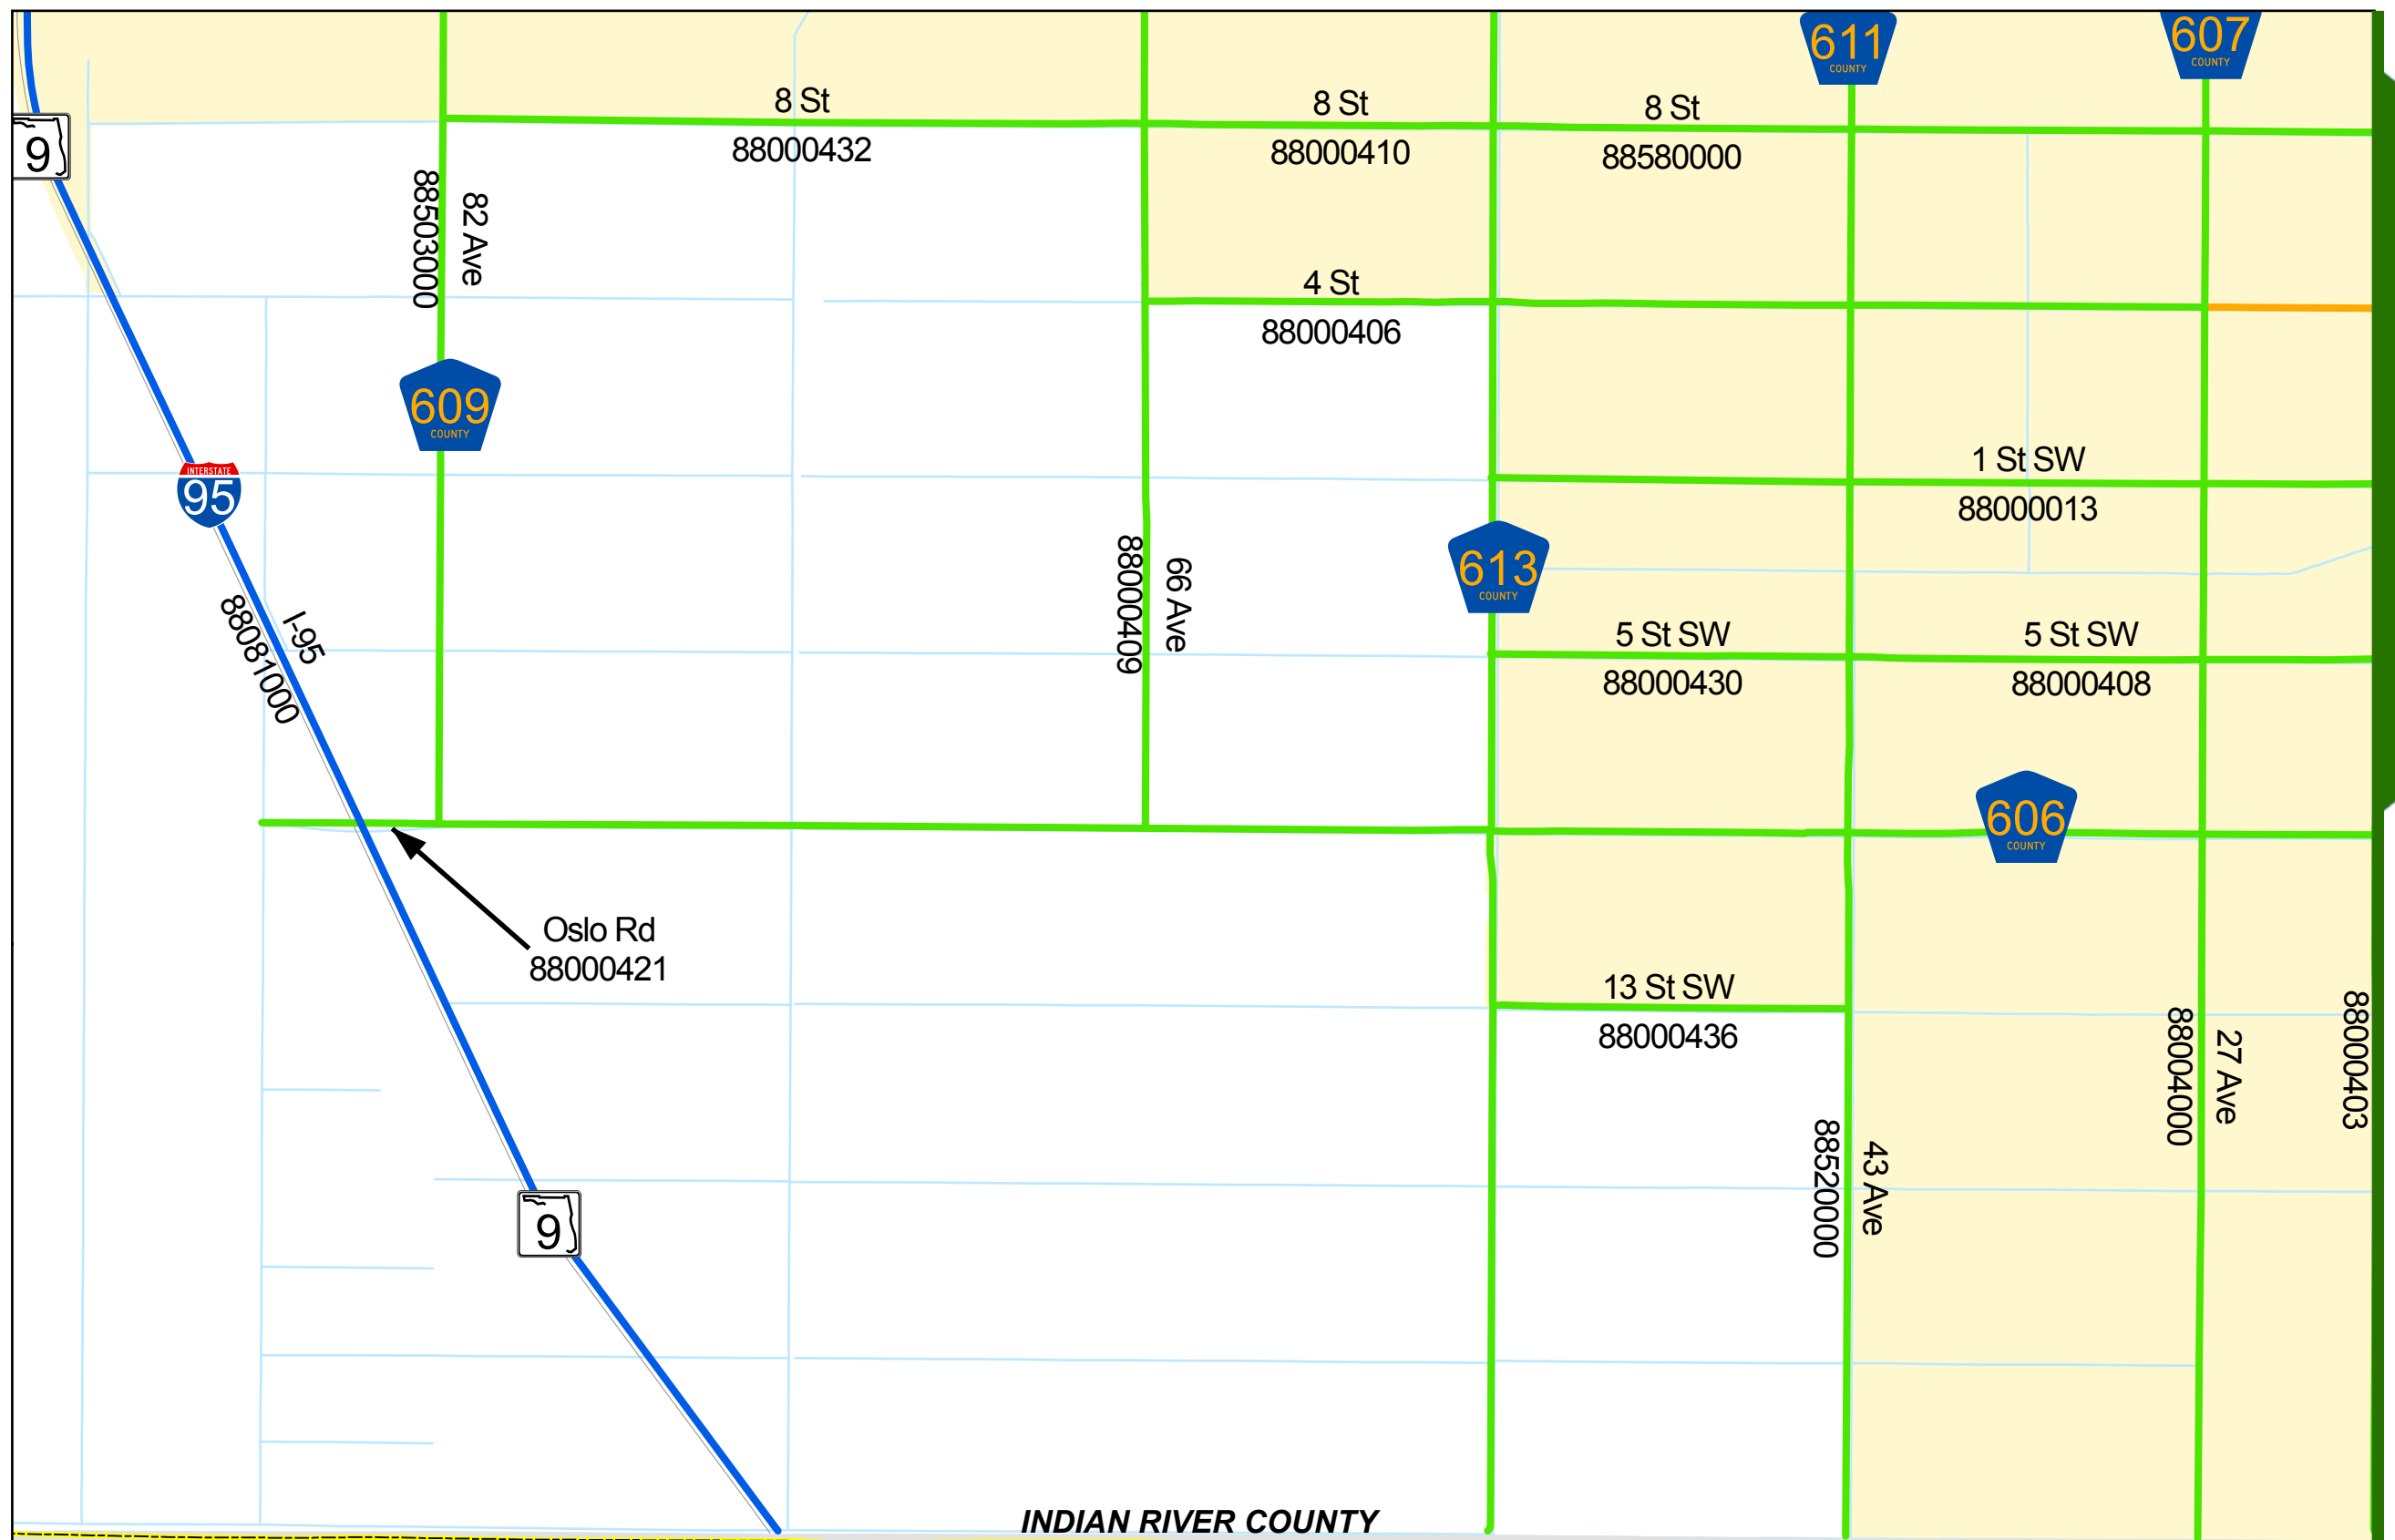 611
COUNTY
607
COUNTY
8 St
88000432
8 St
88000410
8 St
88580000
9
88503000
82 Ave
4 St
88000406
609
COUNTY
INTERSTATE
95
1 St SW
88000013
88000409
66 Ave
613
COUNTY
I-95
88081000
5 St SW
88000430
5 St SW
88000408
606
COUNTY
Oslo Rd
88000421
13 St SW
88000436
88004000
27 Ave
88000403
88520000
43 Ave
9
INDIAN RIVER COUNTY